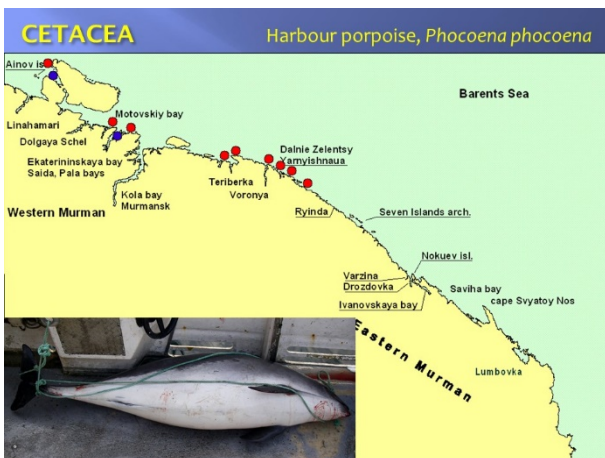 CETACEA
Harbour porpoise, Phocoena phocoena
Ainov is
Barents Sea
Linahamari
Motovskiy bay
Dolgaya Schel
Dalnie Zelentsy
Yarnyishnaua
Ekaterininskaya bay
Saida, Pala bays
Teriberka
Voronya
Kola bay
Murmansk
Western Murman
Ryinda
Seven Islands arch.
Nokuev isl.
Varzina
Drozdovka
Saviha bay
Ivanovskaya bay
cape Svyatoy Nos
Eastern Murman
Lumbovka